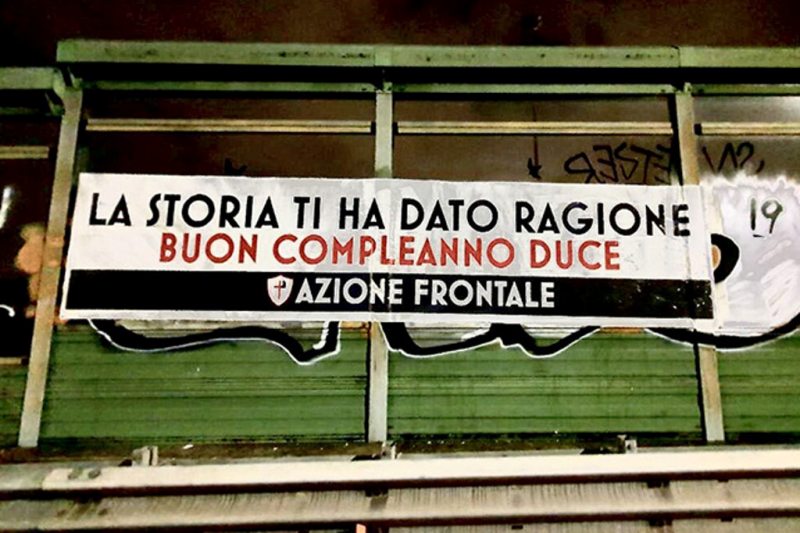 LA STORIA TI HA DATO RAGIONE
BUON COMPLEANNO DUCE
AZIONE FRONTALE
19